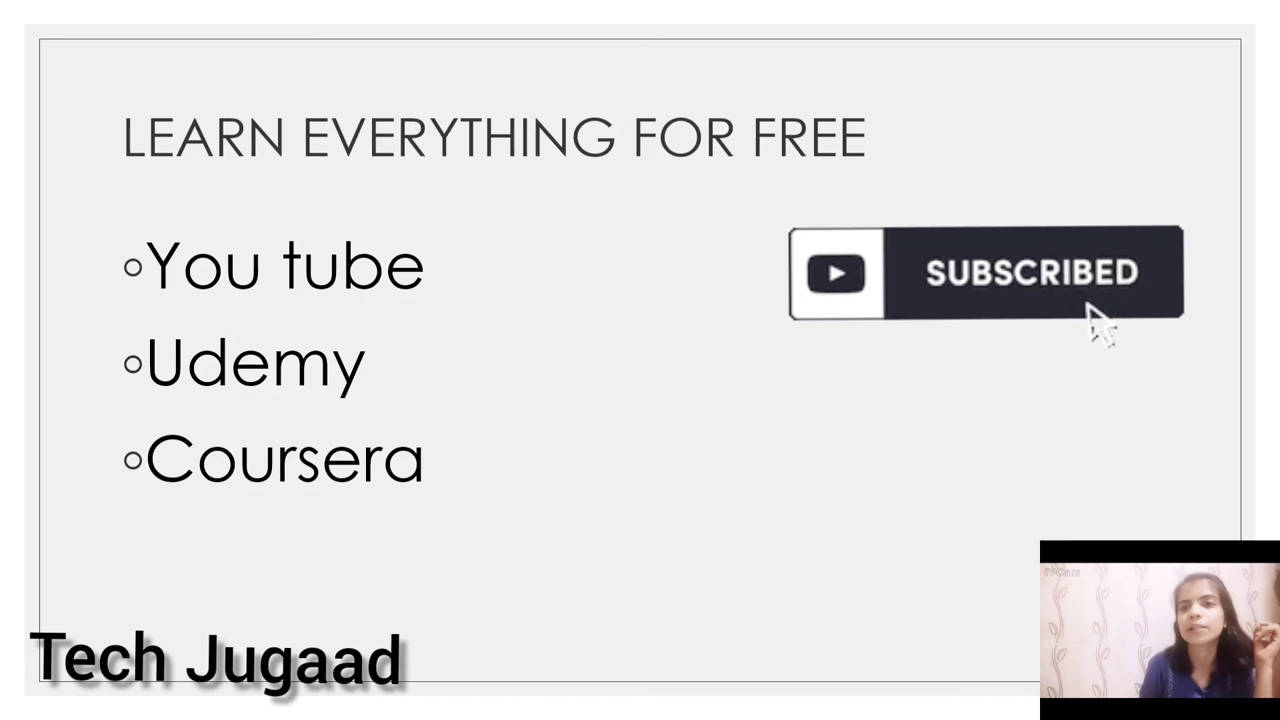 LEARN EVERYTHING FOR FREE
◦You tube
SUBSCRIBED
◦Udemy
◦Coursera
Tech Jugaad